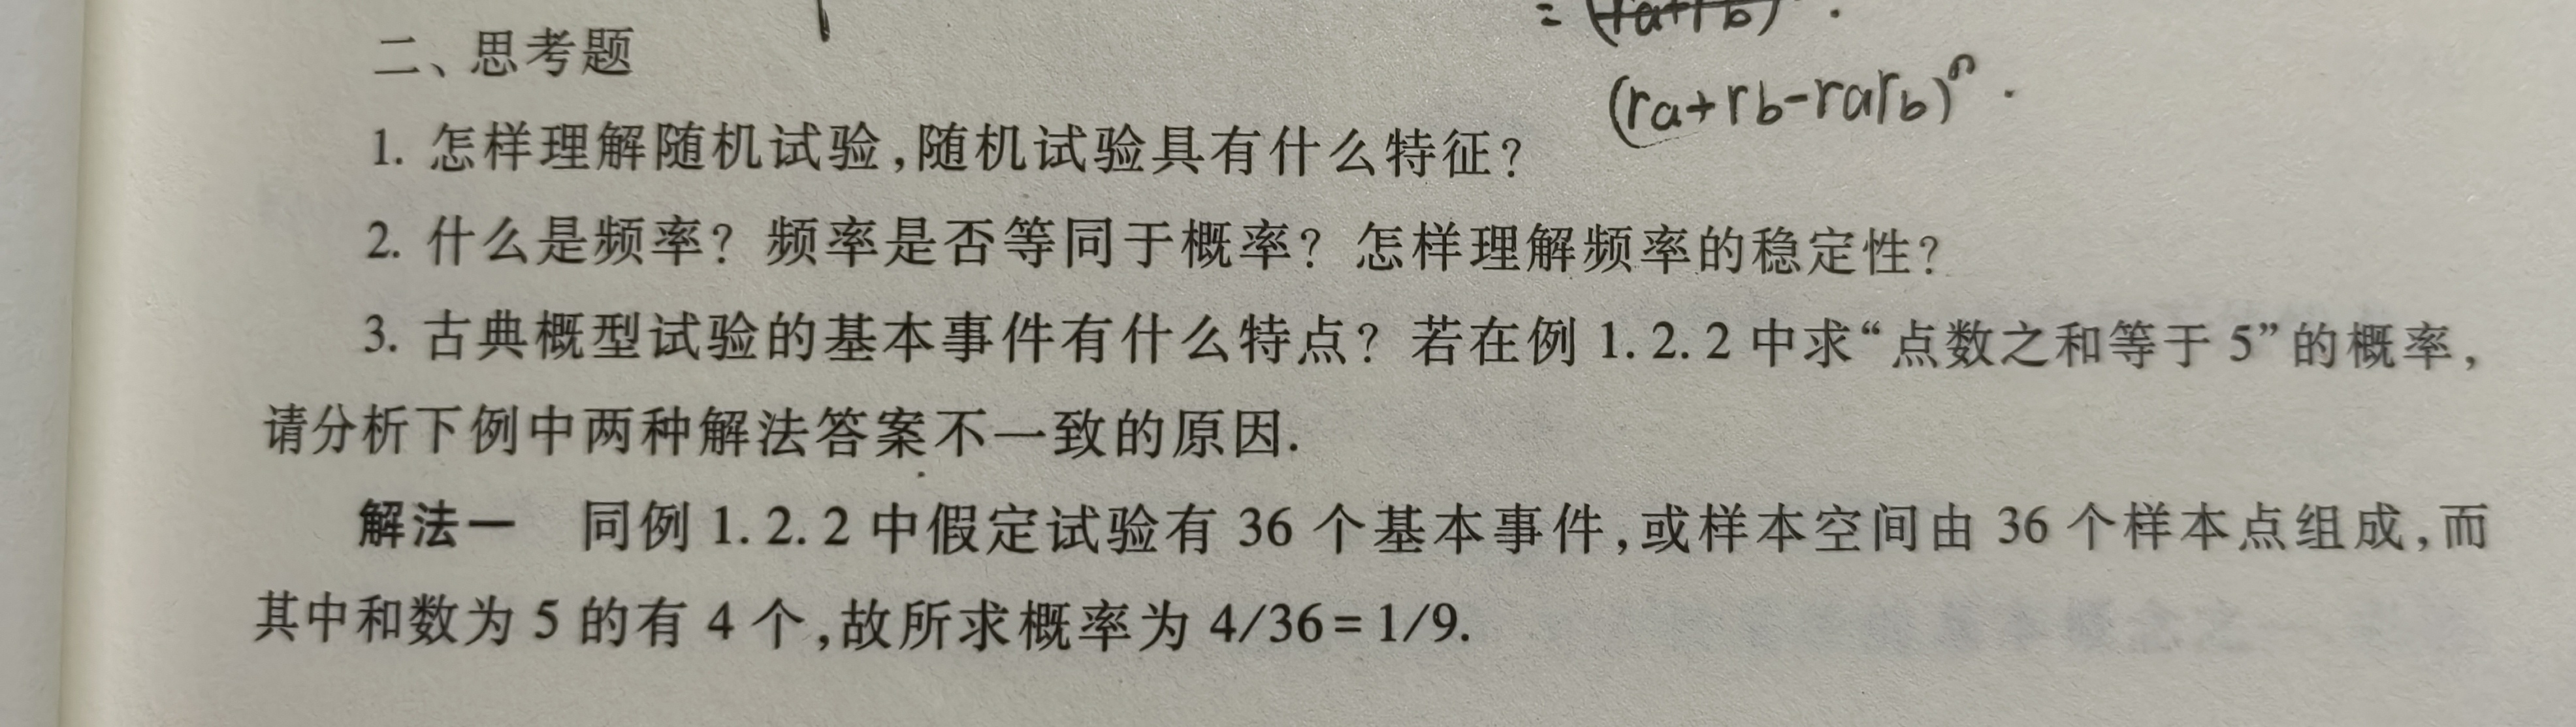 = (ra+rb) .
二、思考题
(ra+rb-rarb)ⁿ.
1. 怎样理解随机试验,随机试验具有什么特征?
2. 什么是频率? 频率是否等同于概率? 怎样理解频率的稳定性?
3. 古典概型试验的基本事件有什么特点? 若在例 1.2.2 中求“点数之和等于 5”的概率,
请分析下例中两种解法答案不一致的原因.
解法一 同例 1.2.2 中假定试验有 36 个基本事件,或样本空间由 36 个样本点组成,而
其中和数为 5 的有 4 个,故所求概率为 4/36=1/9.